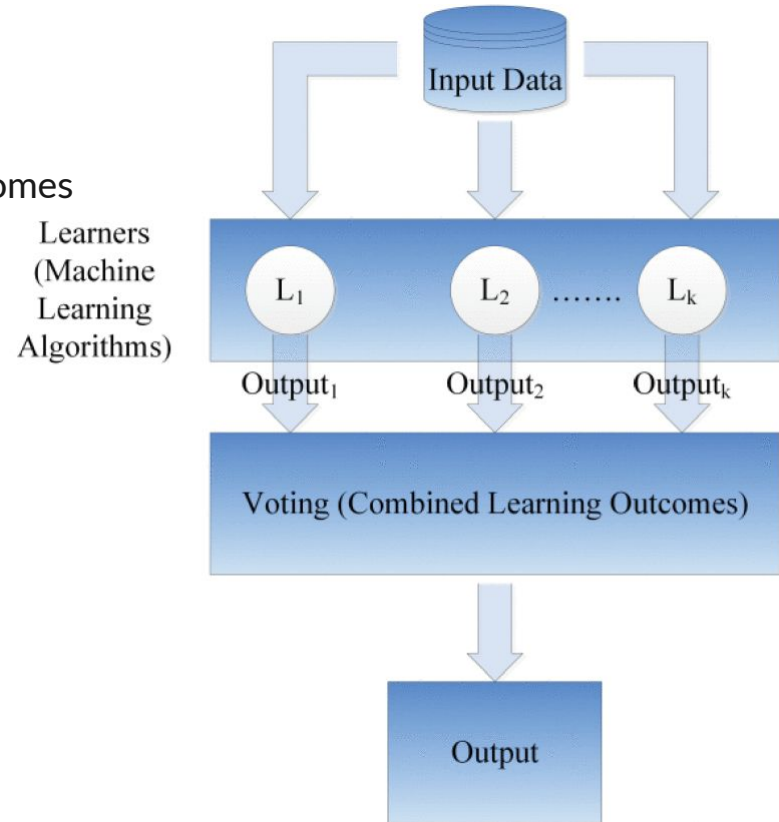 Input Data
omes
Learners
(Machine
Learning
Algorithms)
L1
L2
.......
Lk
Output1
Output2
Outputk
Voting (Combined Learning Outcomes)
Output